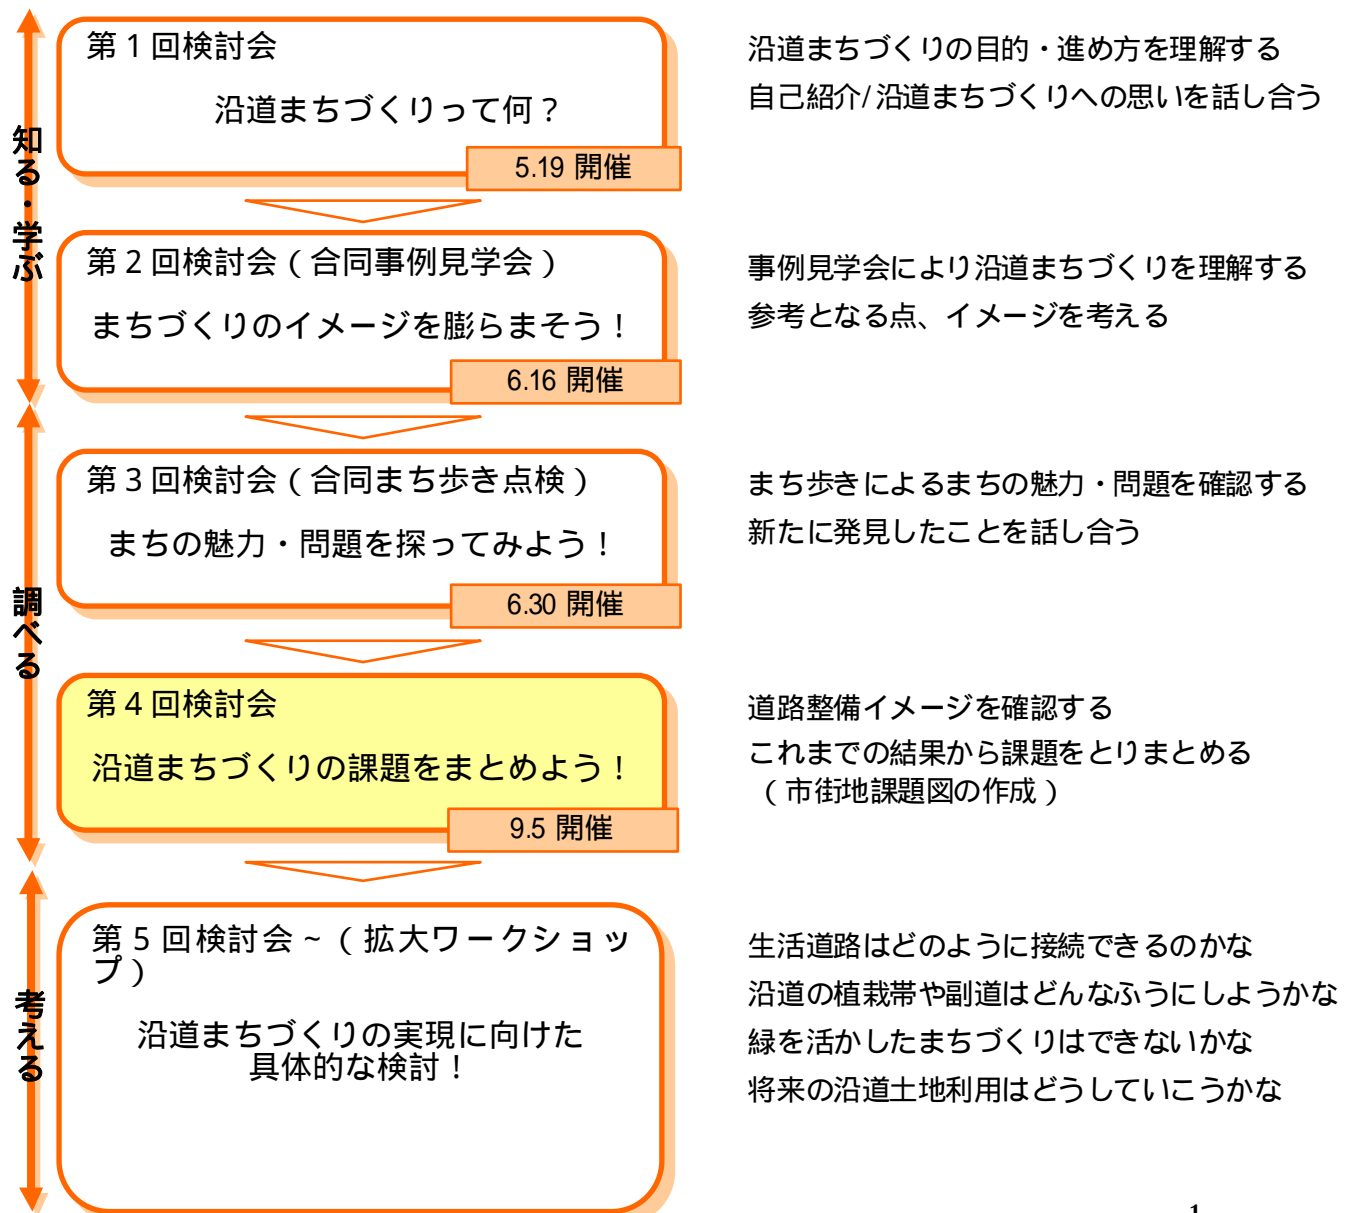 知る・学ぶ
第１回検討会
沿道まちづくりって何？
5.19 開催
沿道まちづくりの目的・進め方を理解する
自己紹介/沿道まちづくりへの思いを話し合う
第２回検討会（合同事例見学会）
まちづくりのイメージを膨らまそう！
6.16 開催
事例見学会により沿道まちづくりを理解する
参考となる点、イメージを考える
調べる
第３回検討会（合同まち歩き点検）
まちの魅力・問題を探ってみよう！
6.30 開催
まち歩きによるまちの魅力・問題を確認する
新たに発見したことを話し合う
第４回検討会
沿道まちづくりの課題をまとめよう！
9.5 開催
道路整備イメージを確認する
これまでの結果から課題をとりまとめる
（市街地課題図の作成）
考える
第５回検討会～（拡大ワークショッ
プ）
沿道まちづくりの実現に向けた
具体的な検討！
生活道路はどのように接続できるのかな
沿道の植栽帯や副道はどんなふうにしようかな
緑を活かしたまちづくりはできないかな
将来の沿道土地利用はどうしていこうかな
1